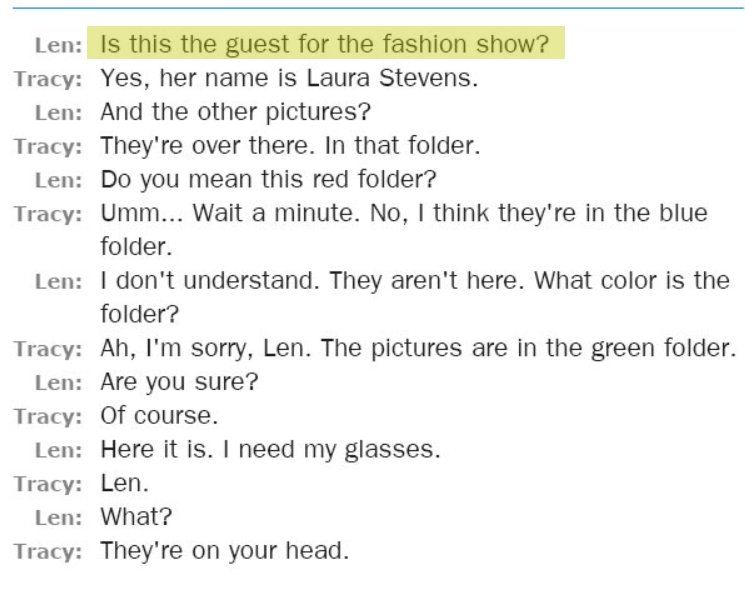 Len: Is this the guest for the fashion show?
Tracy: Yes, her name is Laura Stevens.
Len: And the other pictures?
Tracy: They're over there. In that folder.
Len: Do you mean this red folder?
Tracy: Umm... Wait a minute. No, I think they're in the blue
folder.
Len: I don't understand. They aren't here. What color is the
folder?
Tracy: Ah, I'm sorry, Len. The pictures are in the green folder.
Len: Are you sure?
Tracy: Of course.
Len: Here it is. I need my glasses.
Tracy: Len.
Len: What?
Tracy: They're on your head.